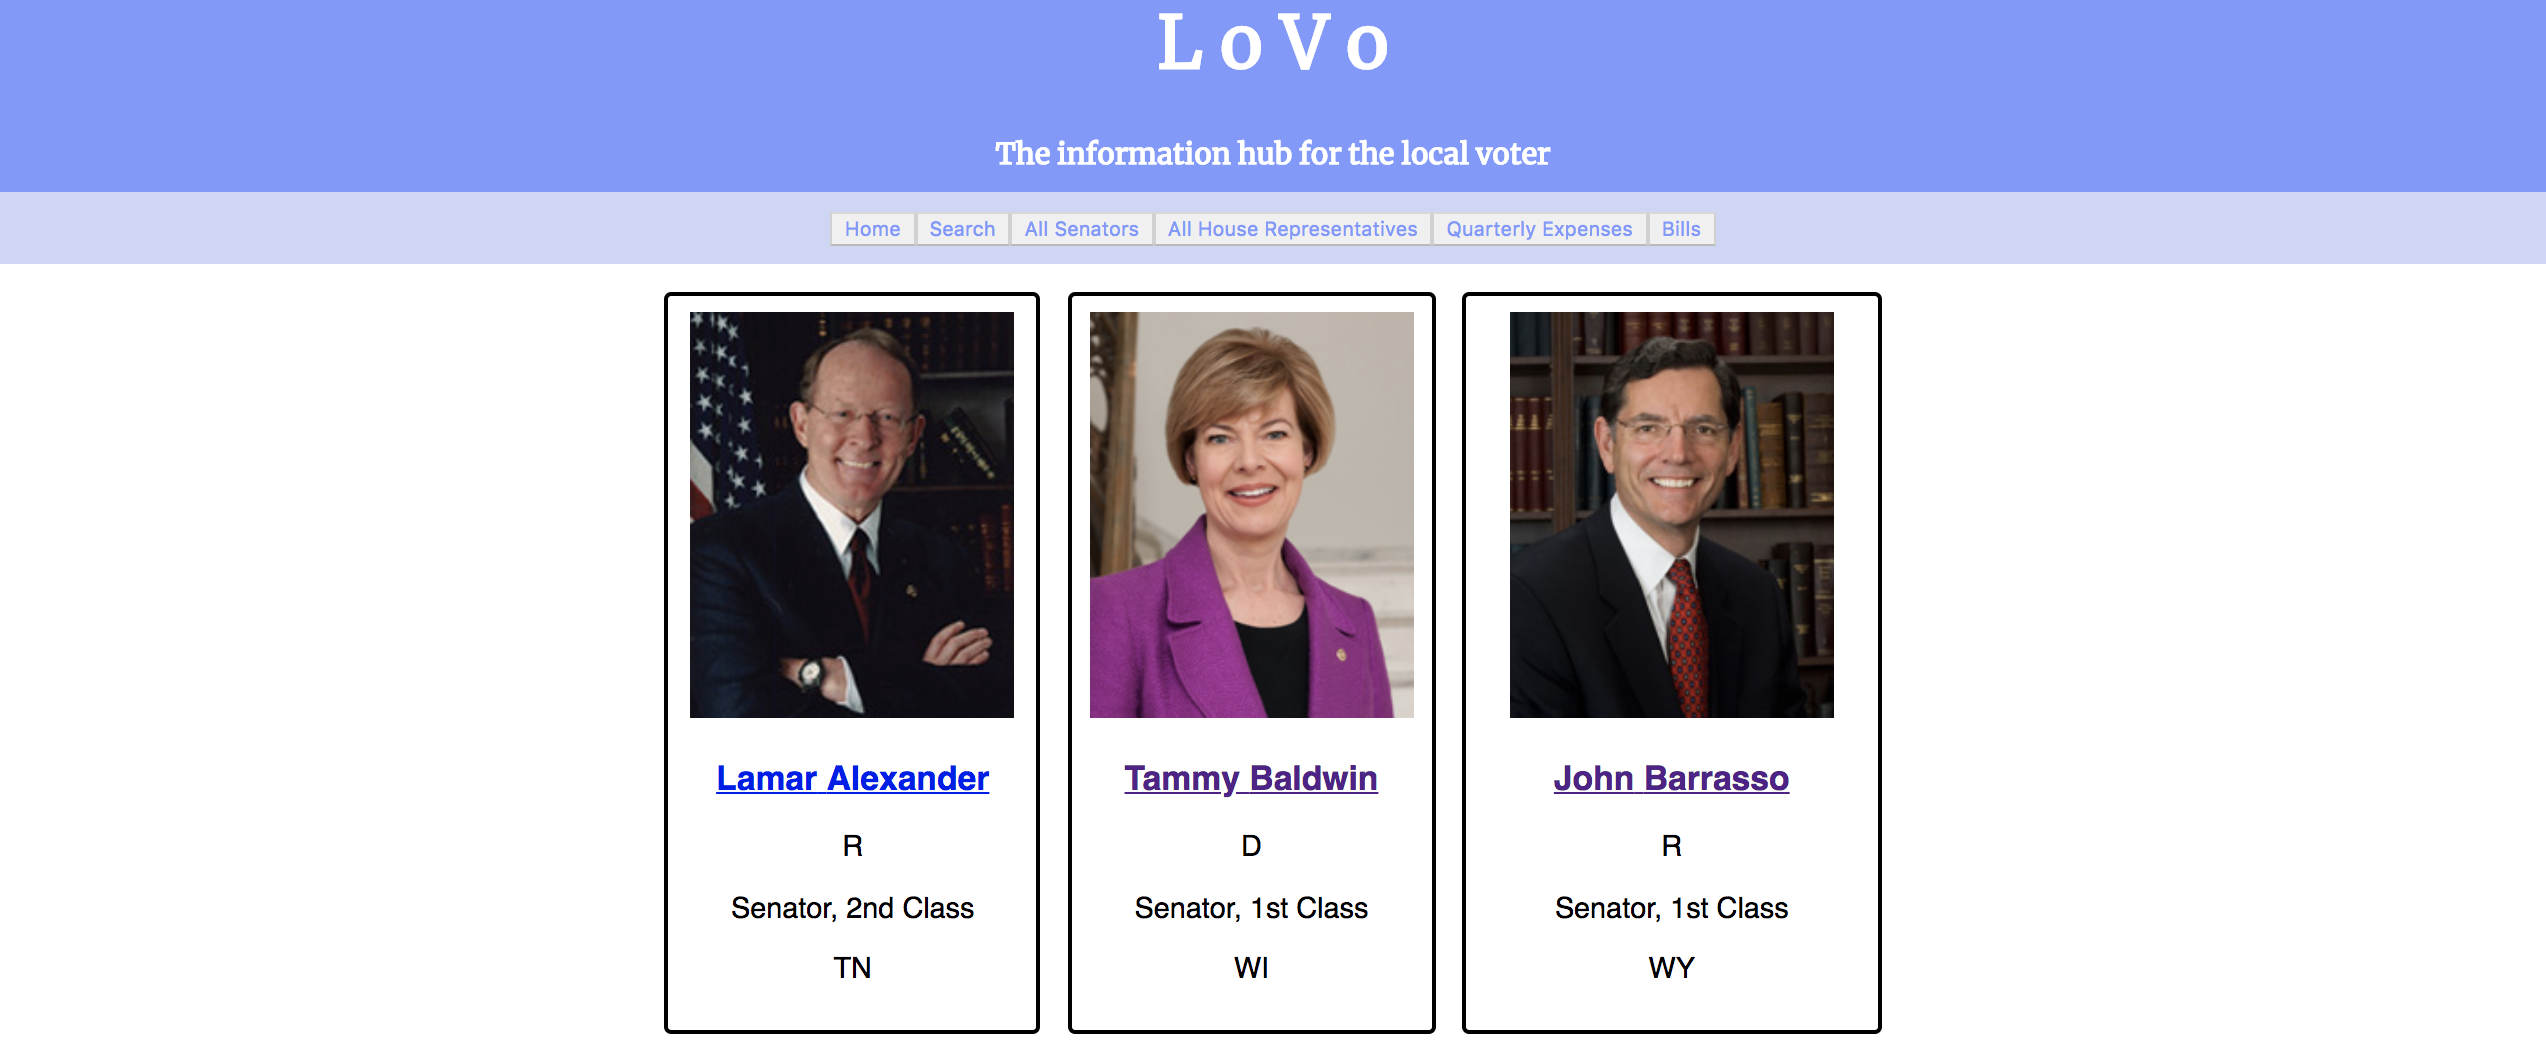 LoVo
The information hub for the local voter
Home Search All Senators All House Representatives Quarterly Expenses Bills
Lamar Alexander
R
Senator, 2nd Class
TN
Tammy Baldwin
D
Senator, 1st Class
WI
John Barrasso
R
Senator, 1st Class
WY